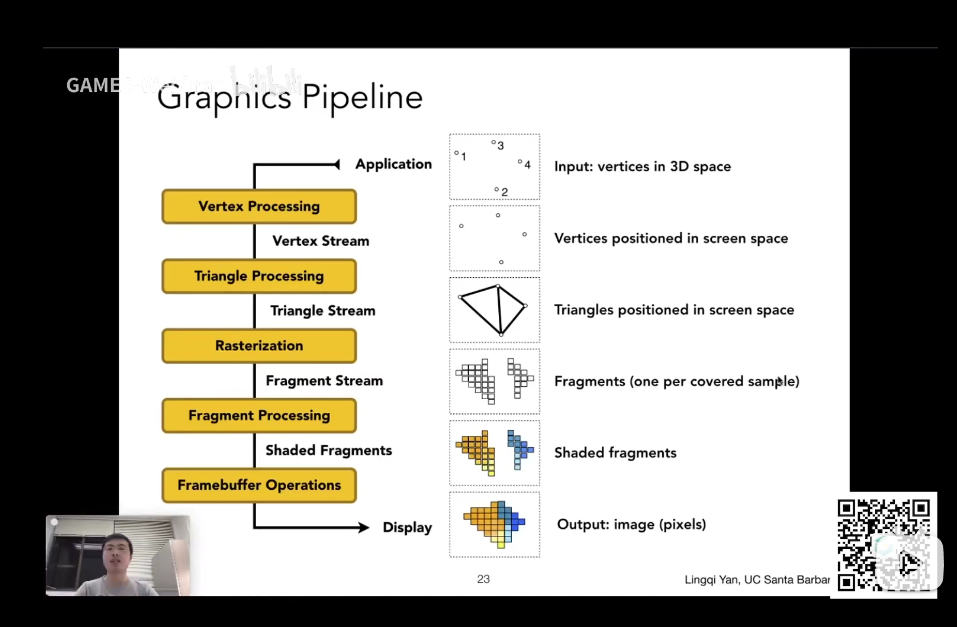 GAMES
Graphics Pipeline
Application
Vertex Processing
Vertex Stream
Triangle Processing
Triangle Stream
Rasterization
Fragment Stream
Fragment Processing
Shaded Fragments
Framebuffer Operations
Display
1
3
4
2
Input: vertices in 3D space
Vertices positioned in screen space
Triangles positioned in screen space
Fragments (one per covered sample)
Shaded fragments
Output: image (pixels)
23
Lingqi Yan, UC Santa Barbar